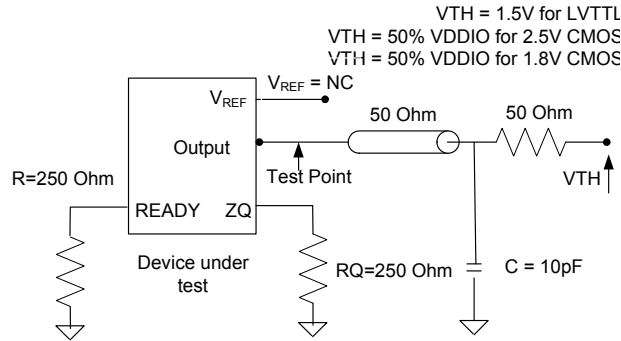 VTH = 1.5V for LVTTL
VTH = 50% VDDIO for 2.5V CMOS
VTH = 50% VDDIO for 1.8V CMOS
VREF = NC
VREF
50 Ohm
50 Ohm
Output
Test Point
VTH
R=250 Ohm
READY
ZQ
Device under
test
RQ=250 Ohm
C = 10pF